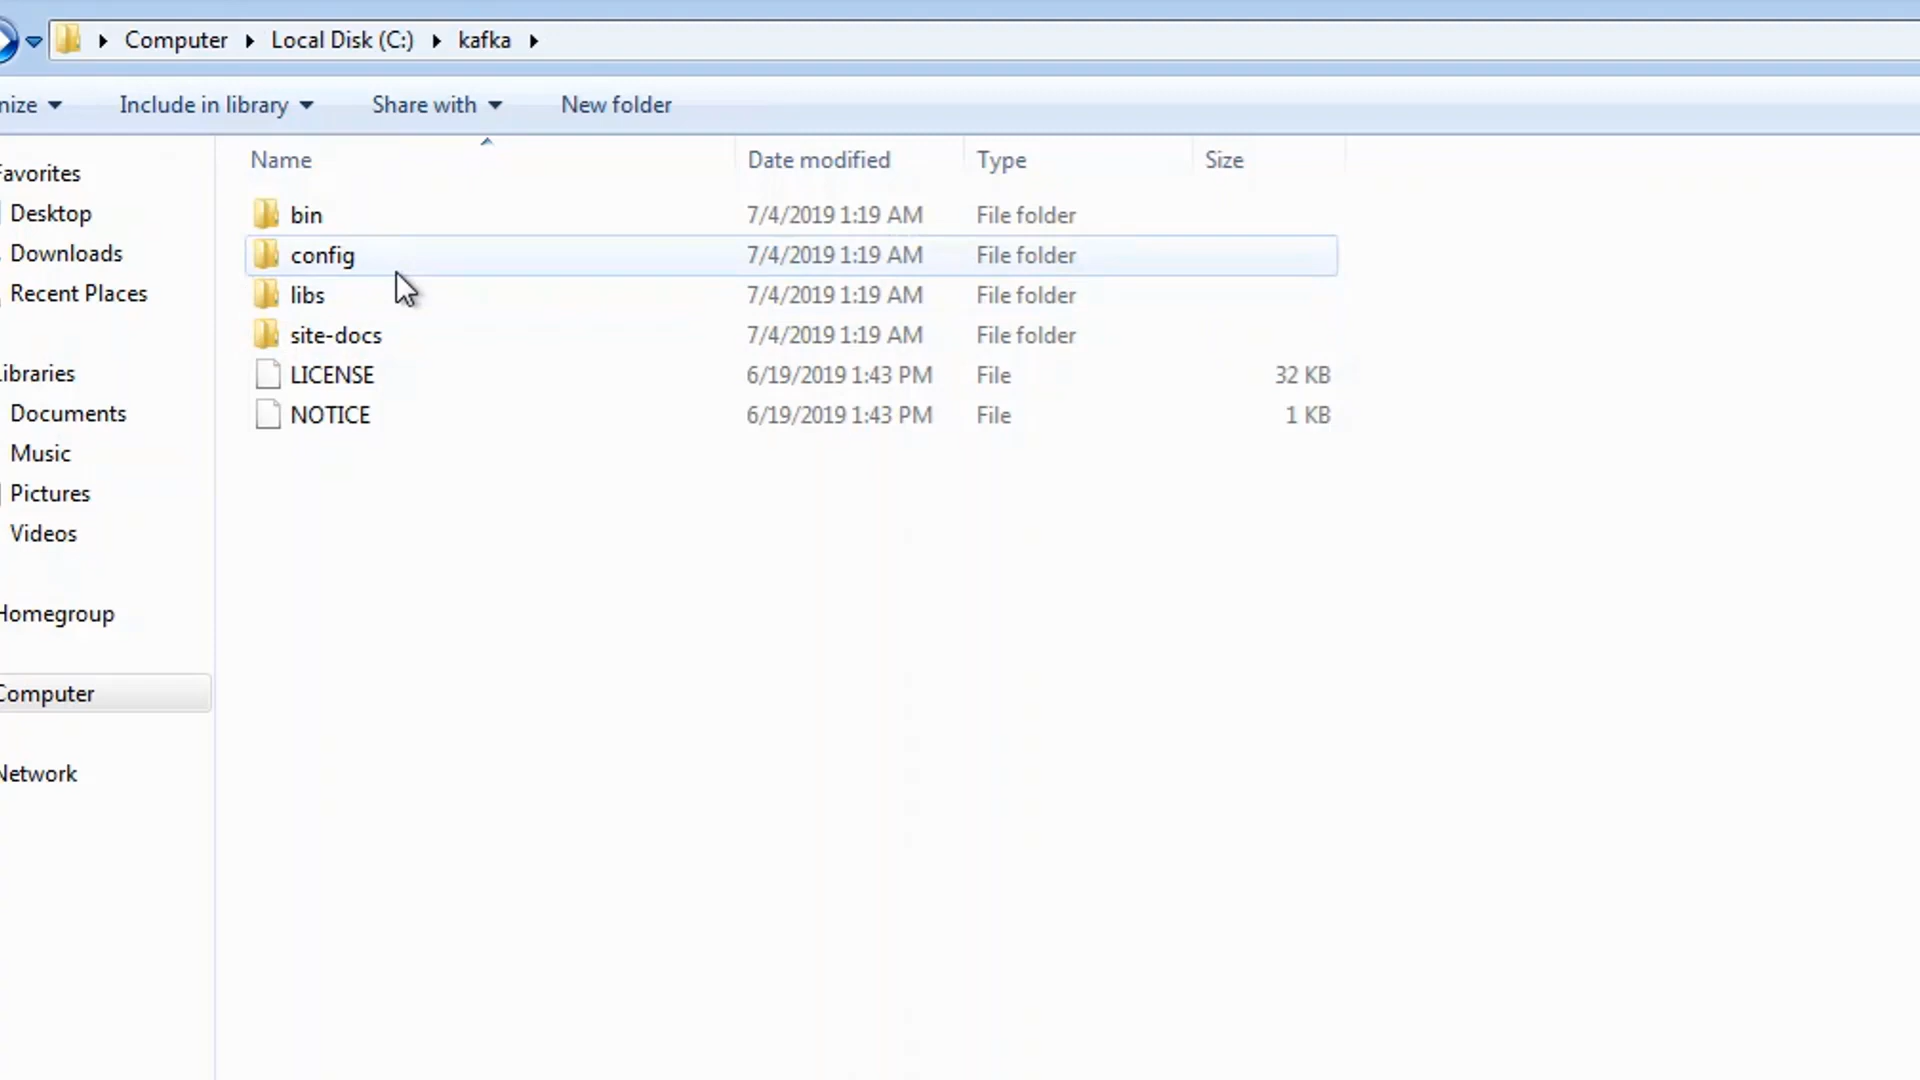 Computer Local Disk (C:) kafka
nize Include in library Share with New folder
Name Date modified Type Size
avorites
Desktop
Downloads
Recent Places
ibraries
Documents
Music
Pictures
Videos
Homegroup
Computer
Network
bin 7/4/2019 1:19 AM File folder
config 7/4/2019 1:19 AM File folder
libs 7/4/2019 1:19 AM File folder
site-docs 7/4/2019 1:19 AM File folder
LICENSE 6/19/2019 1:43 PM File 32 KB
NOTICE 6/19/2019 1:43 PM File 1 KB